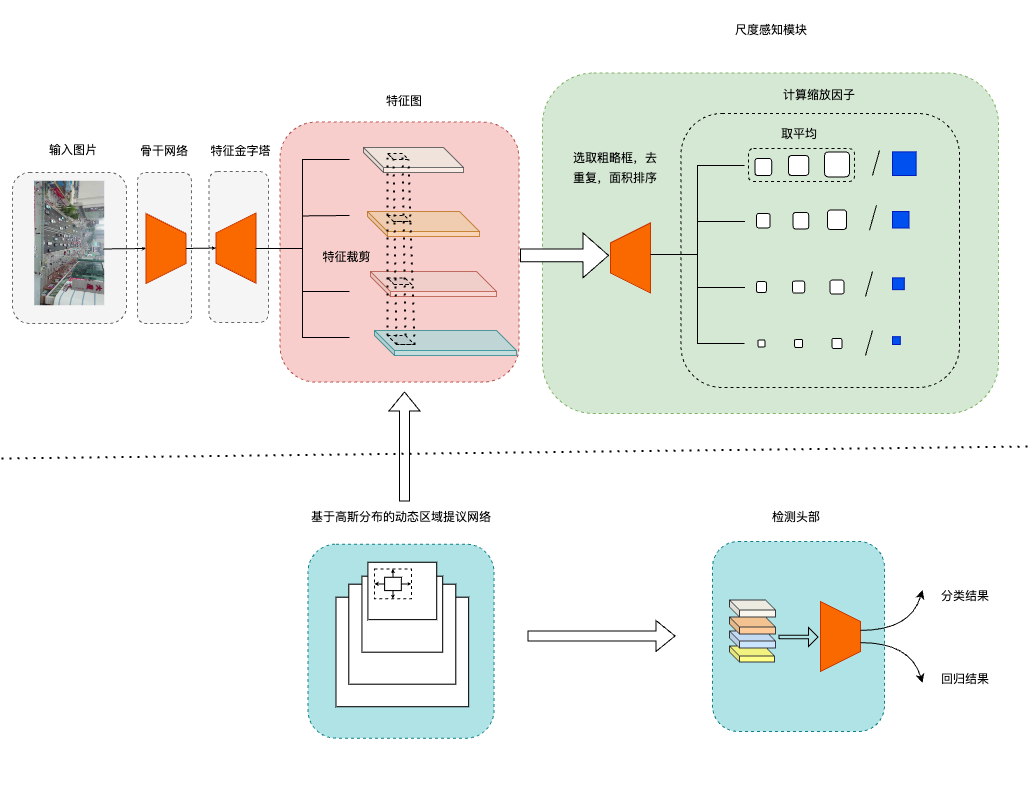 尺度感知模块
计算缩放因子
特征图
取平均
输入图片
骨干网络
特征金字塔
选取粗略框，去
重复，面积排序
特征裁剪
基于高斯分布的动态区域提议网络
检测头部
分类结果
回归结果